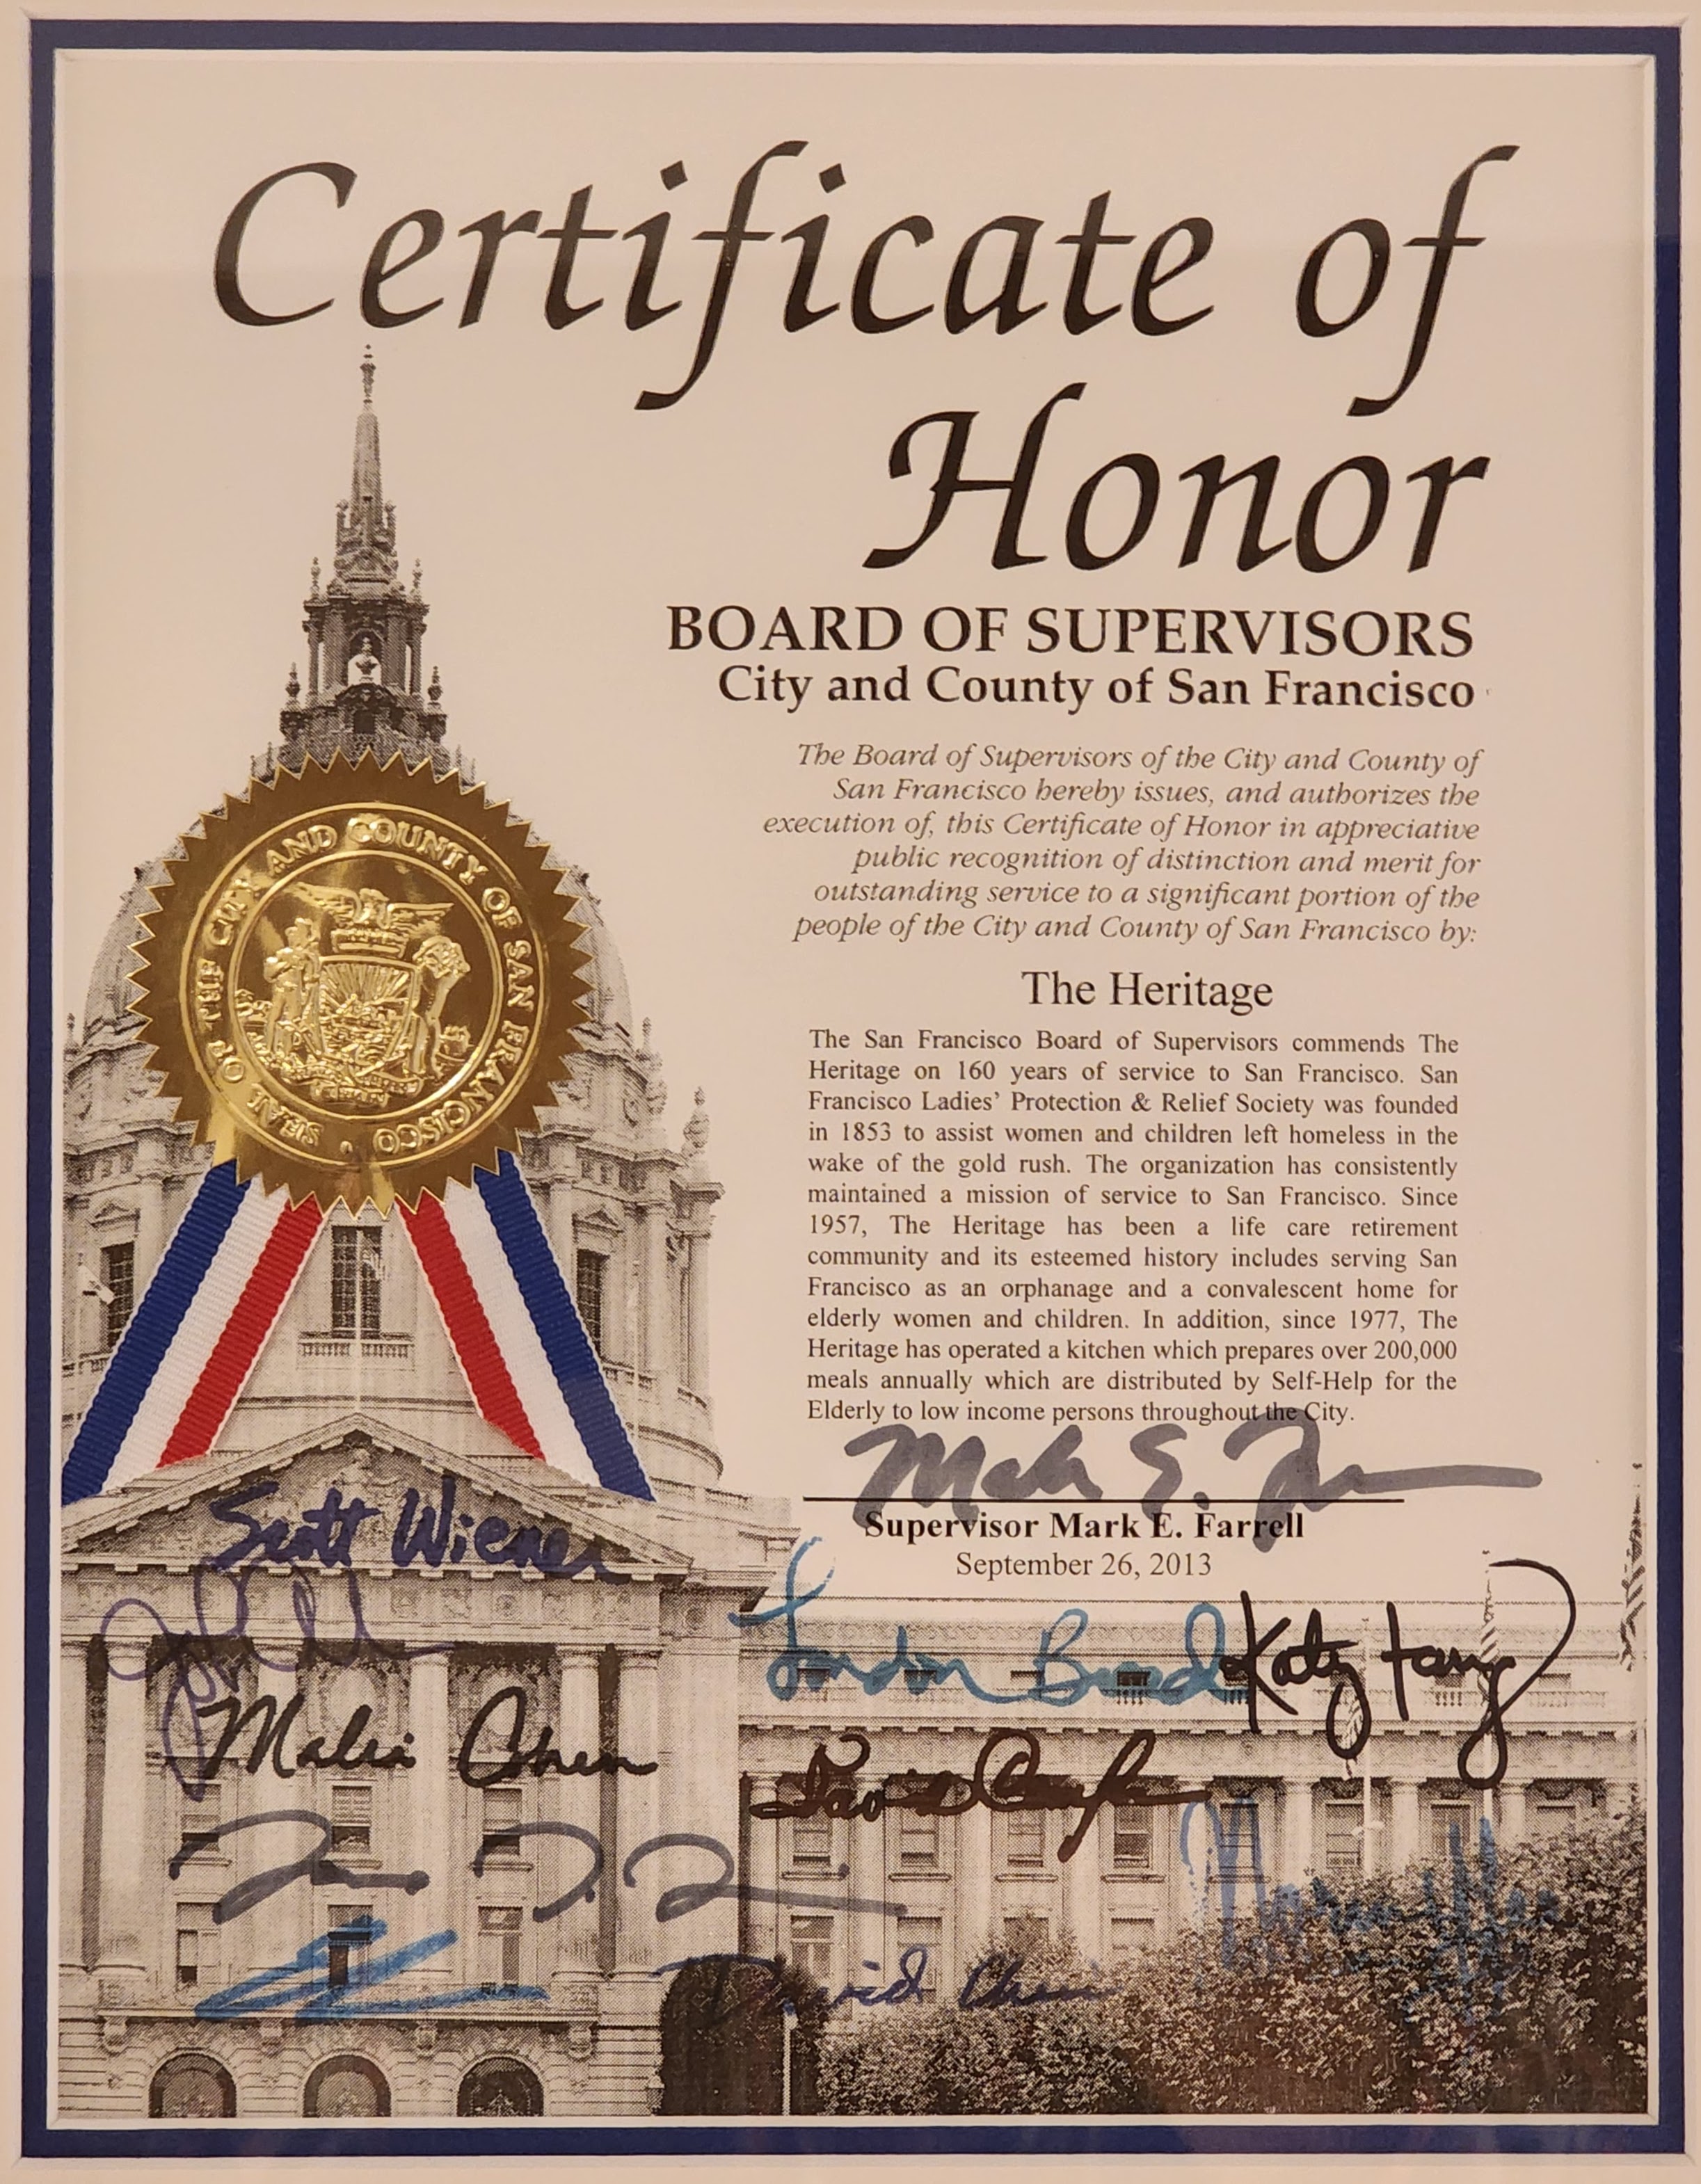 Certificate of
Honor
BOARD OF SUPERVISORS
City and County of San Francisco
The Board of Supervisors of the City and County of
San Francisco hereby issues, and authorizes the
execution of, this Certificate of Honor in appreciative
public recognition of distinction and merit for
outstanding service to a significant portion of the
people of the City and County of San Francisco by:
SEAL OF THE CITY AND COUNTY OF SAN FRANCISCO
The Heritage
The San Francisco Board of Supervisors commends The
Heritage on 160 years of service to San Francisco. San
Francisco Ladies' Protection & Relief Society was founded
in 1853 to assist women and children left homeless in the
wake of the gold rush. The organization has consistently
maintained a mission of service to San Francisco. Since
1957, The Heritage has been a life care retirement
community and its esteemed history includes serving San
Francisco as an orphanage and a convalescent home for
elderly women and children. In addition, since 1977, The
Heritage has operated a kitchen which prepares over 200,000
meals annually which are distributed by Self-Help for the
Elderly to low income persons throughout the City.
Mark E.
Supervisor Mark E. Farrell
September 26, 2013
Scott Wiener
London Breed
Katy Tang
Malia Cohen
David
David Chiu
Norman Yee